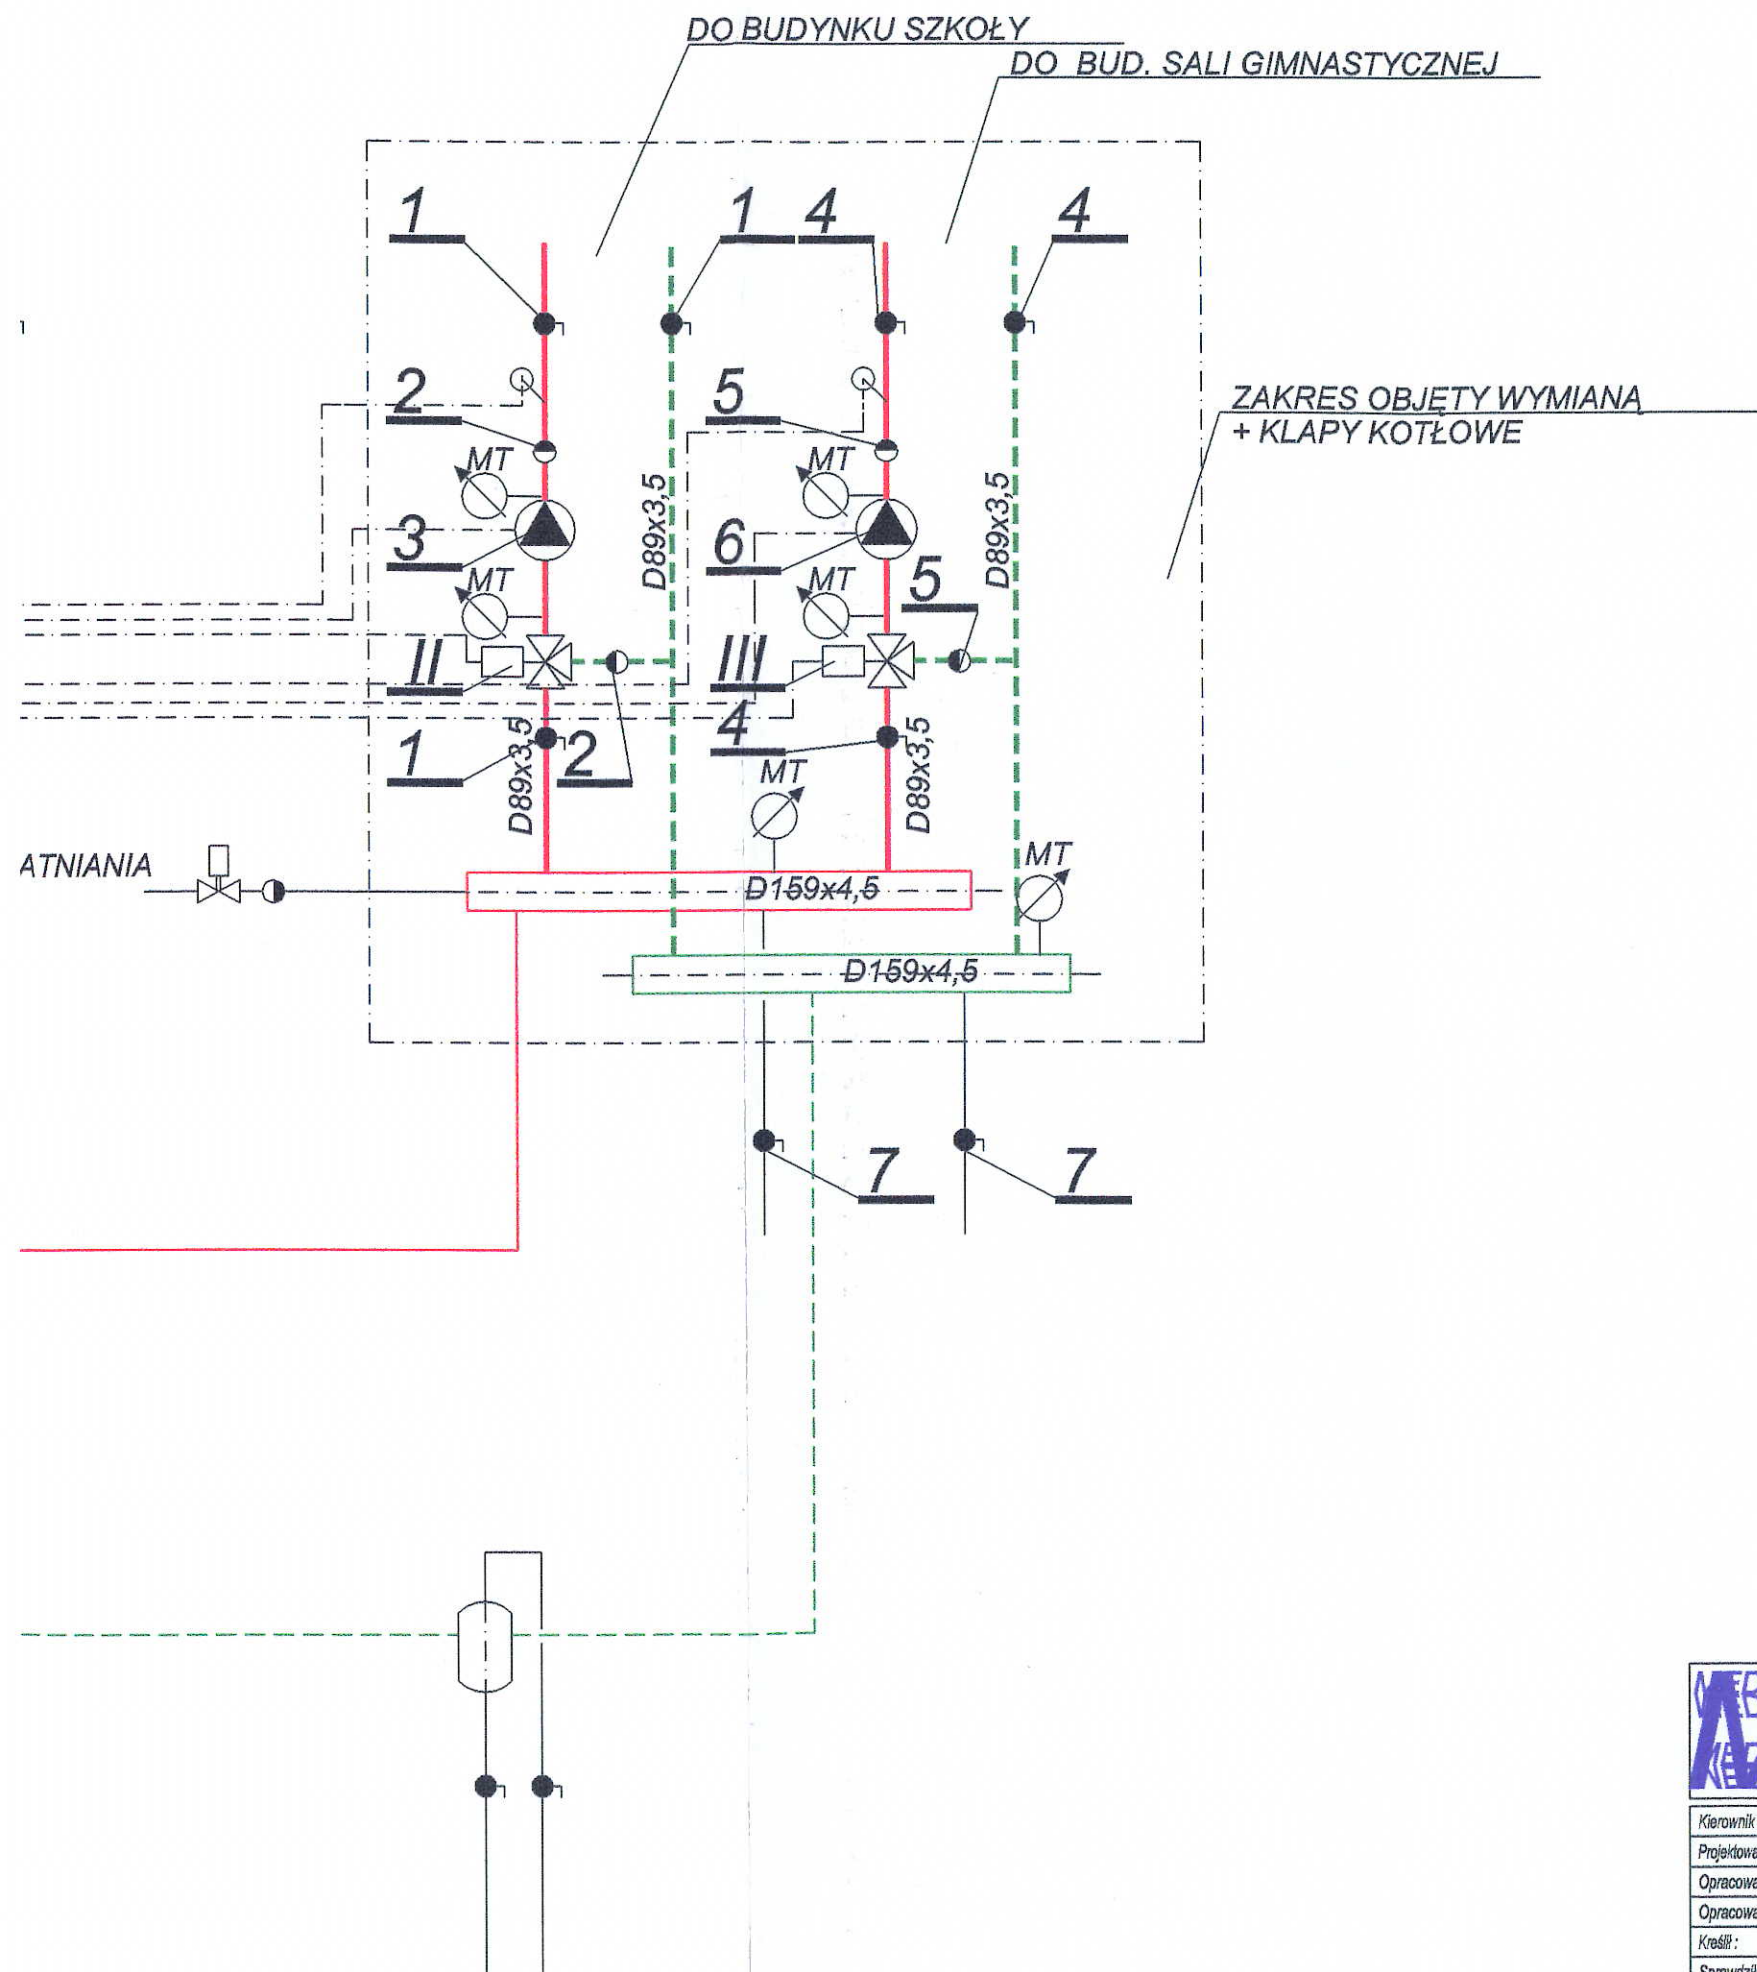 DO BUDYNKU SZKOŁY
DO BUD. SALI GIMNASTYCZNEJ
1
1
4
4
2
5
ZAKRES OBJĘTY WYMIANĄ
+ KLAPY KOTŁOWE
MT
MT
D89x3,5
D89x3,5
3
6
MT
MT
5
II
III
4
1
2
D89x3,5
D89x3,5
MT
ATNIANIA
MT
D159x4,5
D159x4,5
7
7
Kierownik
Projektowa
Opracowa
Opracowa
Kreślił :